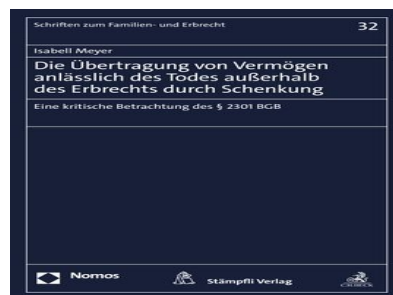 Schriften zum Familien- und Erbrecht 32
Isabell Meyer
Die Übertragung von Vermögen
anlässlich des Todes außerhalb
des Erbrechts durch Schenkung
Eine kritische Betrachtung des § 2301 BGB
Nomos Stämpfli Verlag C.H.BECK